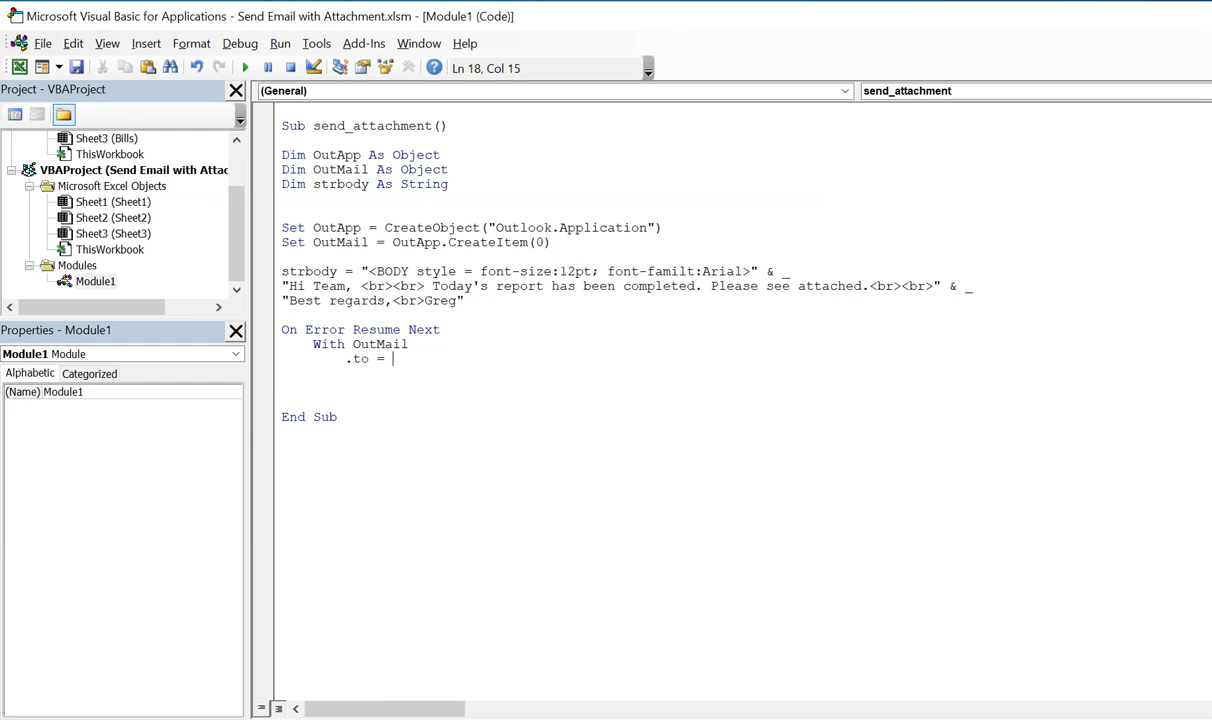 Microsoft Visual Basic for Applications - Send Email with Attachment.xlsm - [Module1 (Code)]
File Edit View Insert Format Debug Run Tools Add-Ins Window Help
Ln 18, Col 15
Project - VBAProject
(General)
send_attachment
Sheet3 (Bills)
ThisWorkbook
VBAProject (Send Email with Attac
Microsoft Excel Objects
Sheet1 (Sheet1)
Sheet2 (Sheet2)
Sheet3 (Sheet3)
ThisWorkbook
Modules
Module1
Properties - Module1
Module1 Module
Alphabetic Categorized
(Name) Module1
Sub send_attachment()
Dim OutApp As Object
Dim OutMail As Object
Dim strbody As String
Set OutApp = CreateObject("Outlook.Application")
Set OutMail = OutApp.CreateItem(0)
strbody = "<BODY style = font-size:12pt; font-familt:Arial>" & _
"Hi Team, <br><br> Today's report has been completed. Please see attached.<br><br>" & _
"Best regards,<br>Greg"
On Error Resume Next
With OutMail
.to =
End Sub